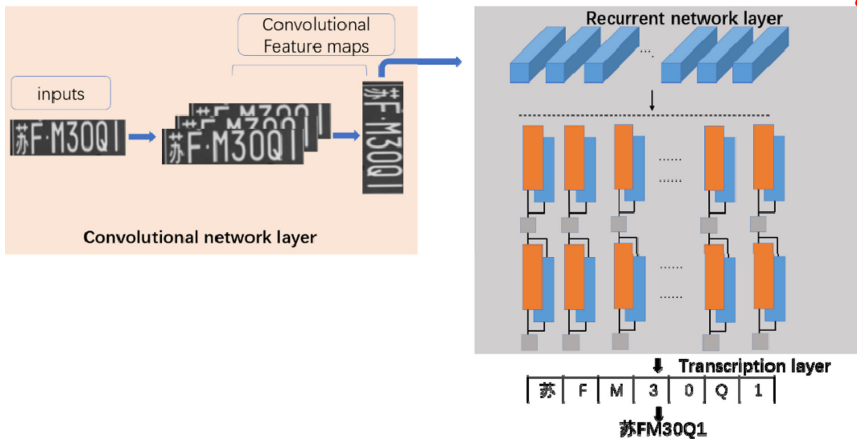 Convolutional
Feature maps
inputs
苏F·M30Q1
苏F·M30Q1
苏F·M30Q1
Convolutional network layer
Recurrent network layer
....
......
......
......
......
Transcription layer
苏 F M 3 0 Q 1
苏FM30Q1